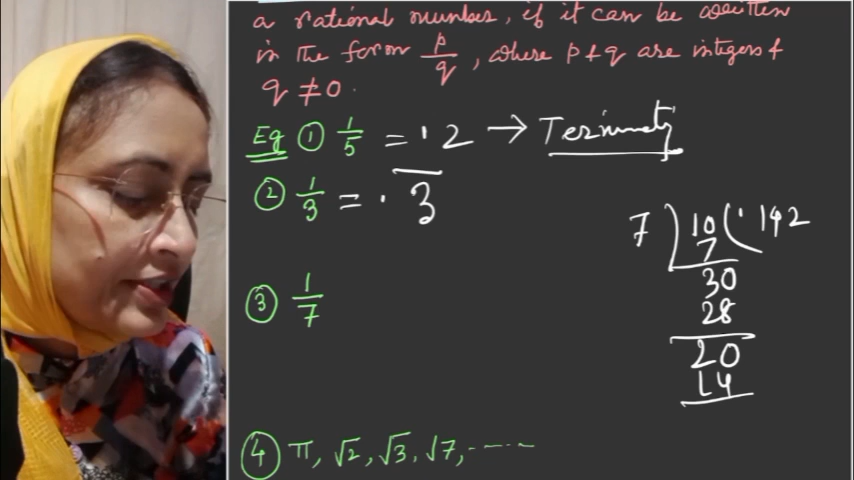 a rational number, if it can be written
in the form p/q, where p & q are integers &
q ≠ 0.
Eg ① 1/5 = .2 → Terminatg
② 1/3 = .3̅
7 ) 10 ( .142
7
30
28
③ 1/7
20
14
④ π, √2, √3, √7, ------